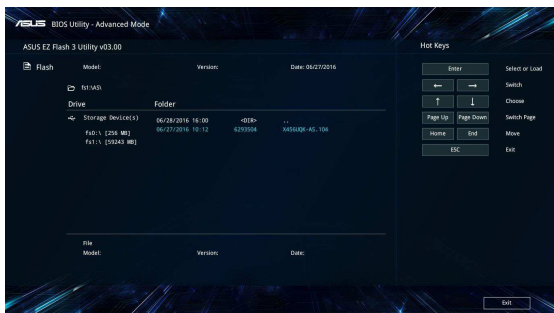 ASUS BIOS Utility - Advanced Mode
ASUS EZ Flash 3 Utility v03.00
Flash
Model: Version: Date: 06/27/2016
fs1:\AS\
Drive Folder
Storage Device(s)
fs0:\ [256 MB]
fs1:\ [59243 MB]
06/28/2016 16:00 <DIR> ..
06/27/2016 10:12 6293504 X456UQK-AS.104
File
Model: Version: Date:
Hot Keys
Enter Select or Load
← → Switch
↑ ↓ Choose
Page Up Page Down Switch Page
Home End Move
ESC Exit
Exit